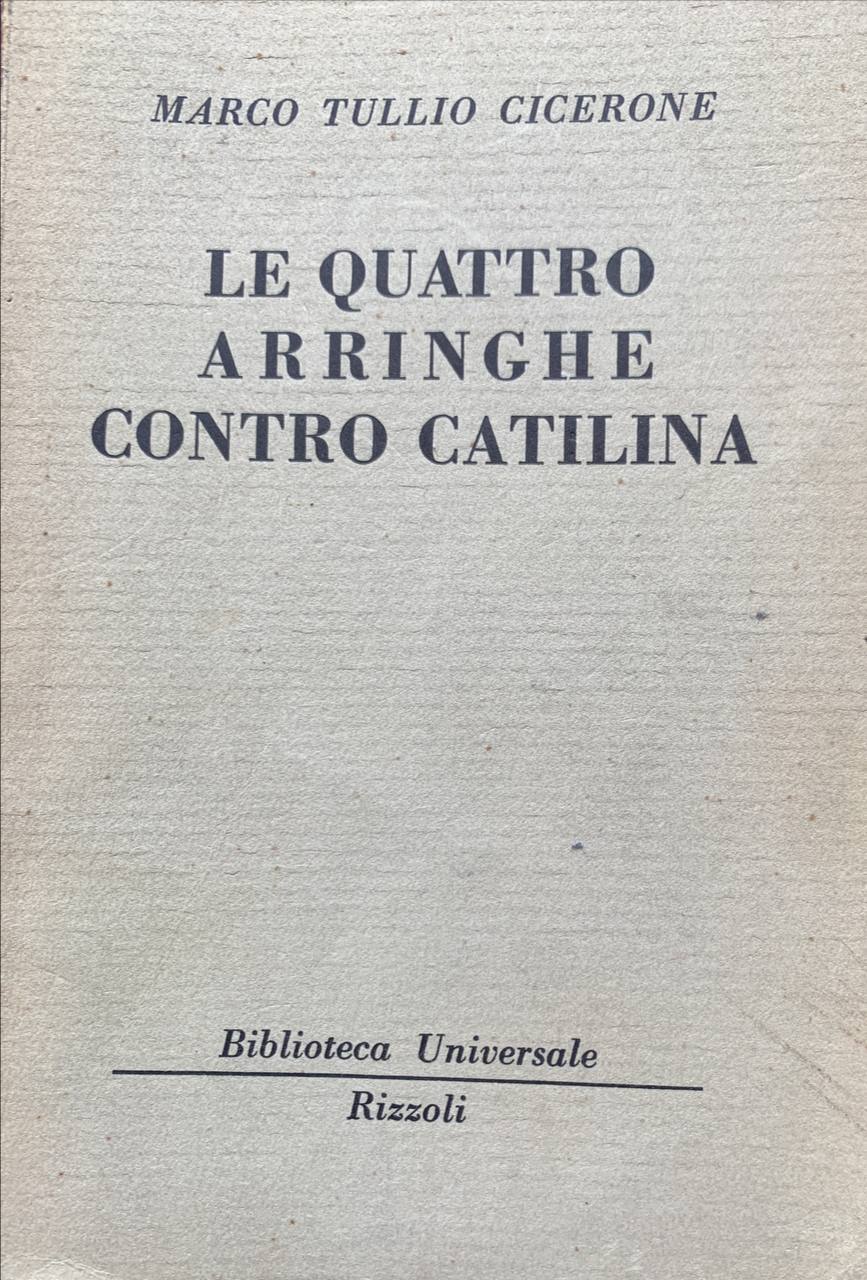 MARCO TULLIO CICERONE
LE QUATTRO
ARRINGHE
CONTRO CATILINA
Biblioteca Universale
Rizzoli